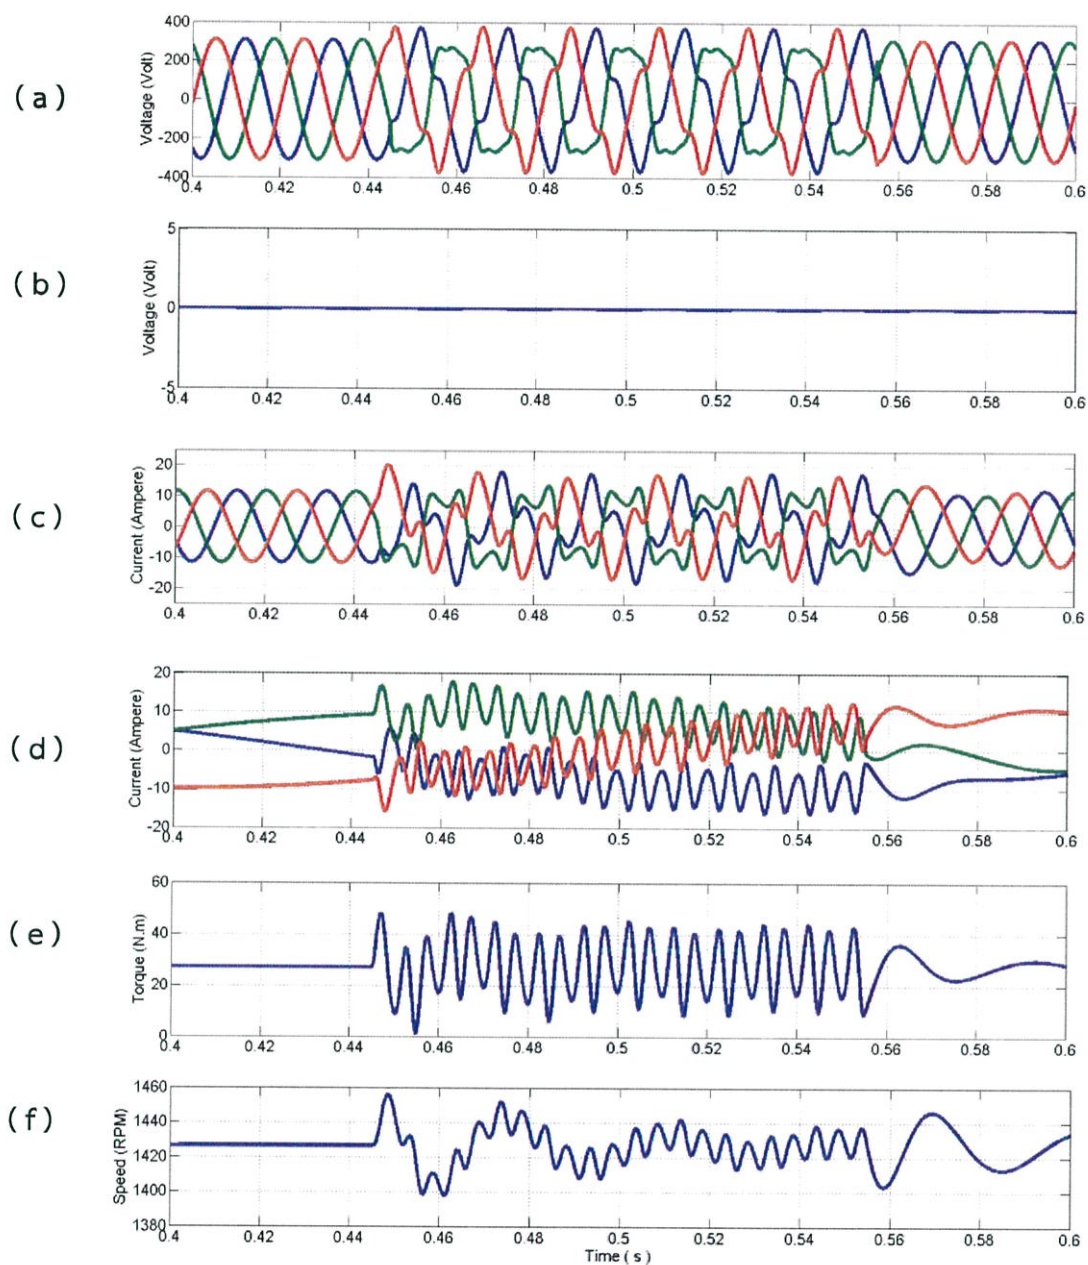 (a)
Voltage (Volt)
400
200
0
-200
-400
0.4 0.42 0.44 0.46 0.48 0.5 0.52 0.54 0.56 0.58 0.6
(b)
Voltage (Volt)
5
0
-5
0.4 0.42 0.44 0.46 0.48 0.5 0.52 0.54 0.56 0.58 0.6
(c)
Current (Ampere)
20
10
0
-10
-20
0.4 0.42 0.44 0.46 0.48 0.5 0.52 0.54 0.56 0.58 0.6
(d)
Current (Ampere)
20
10
0
-10
-20
0.4 0.42 0.44 0.46 0.48 0.5 0.52 0.54 0.56 0.58 0.6
(e)
Torque (N.m)
60
40
20
0
0.4 0.42 0.44 0.46 0.48 0.5 0.52 0.54 0.56 0.58 0.6
(f)
Speed (RPM)
1460
1440
1420
1400
1380
0.4 0.42 0.44 0.46 0.48 0.5 0.52 0.54 0.56 0.58 0.6
Time ( s )